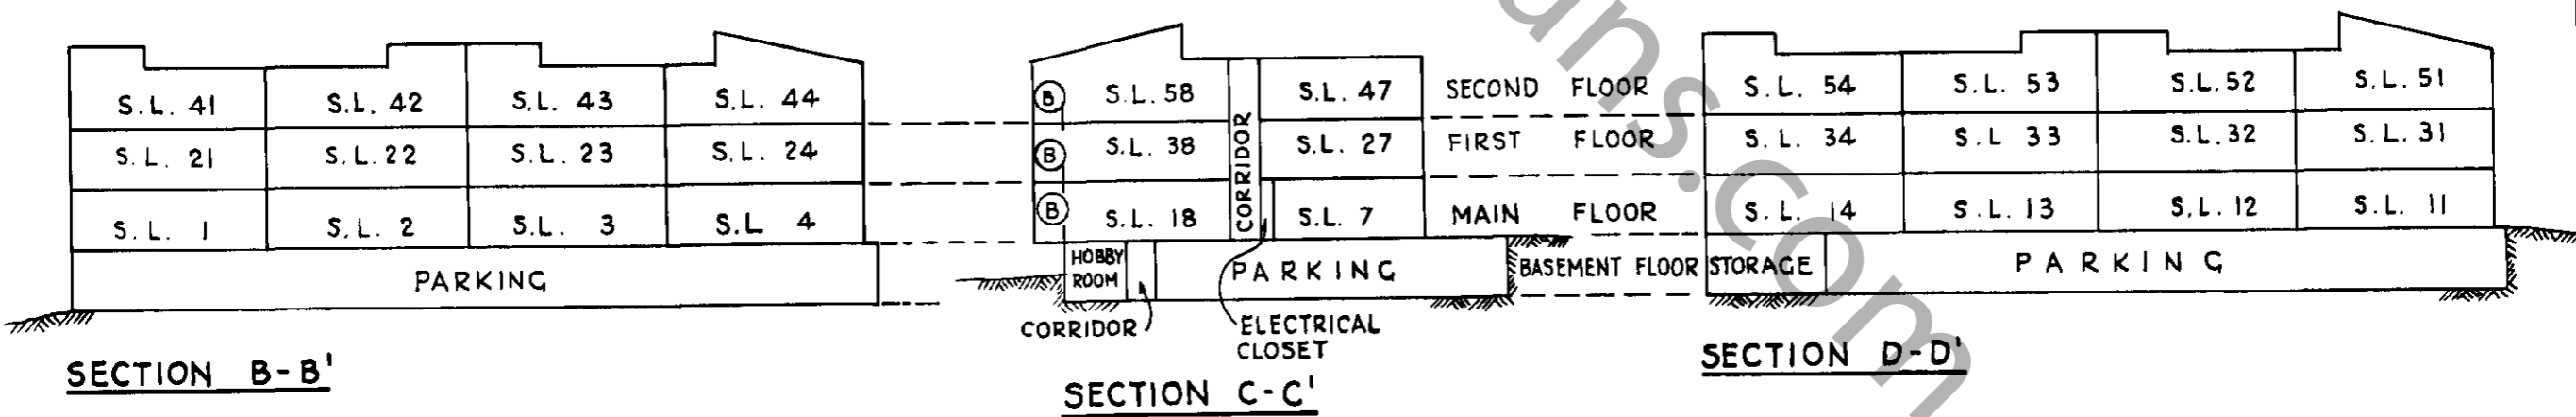 S.L. 41
S.L. 42
S.L. 43
S.L. 44
S.L. 21
S.L. 22
S.L. 23
S.L. 24
S.L. 1
S.L. 2
S.L. 3
S.L 4
PARKING
SECTION B-B'
B
S.L. 58
S.L. 47
SECOND FLOOR
B
S.L. 38
S.L. 27
FIRST FLOOR
B
S.L. 18
CORRIDOR
S.L. 7
MAIN FLOOR
HOBBY
ROOM
PARKING
BASEMENT FLOOR
CORRIDOR
ELECTRICAL
CLOSET
SECTION C-C'
S.L. 54
S.L. 53
S.L. 52
S.L. 51
S.L. 34
S.L 33
S.L. 32
S.L. 31
S.L. 14
S.L. 13
S.L. 12
S.L. 11
STORAGE
PARKING
SECTION D-D'
ns.com